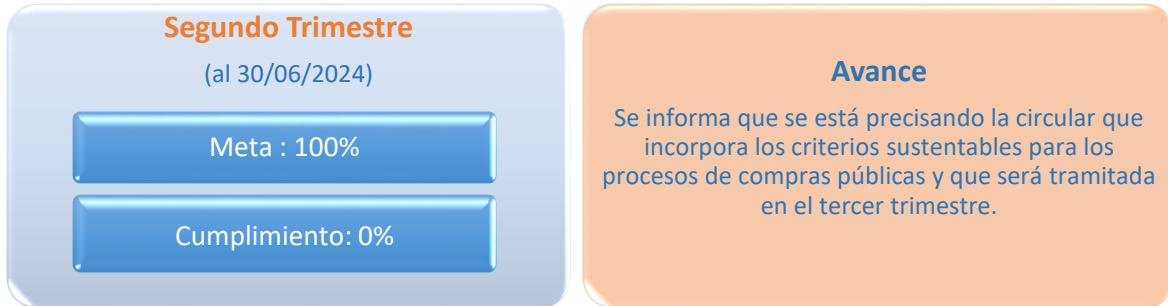 Segundo Trimestre
(al 30/06/2024)
Meta : 100%
Cumplimiento: 0%
Avance
Se informa que se está precisando la circular que
incorpora los criterios sustentables para los
procesos de compras públicas y que será tramitada
en el tercer trimestre.